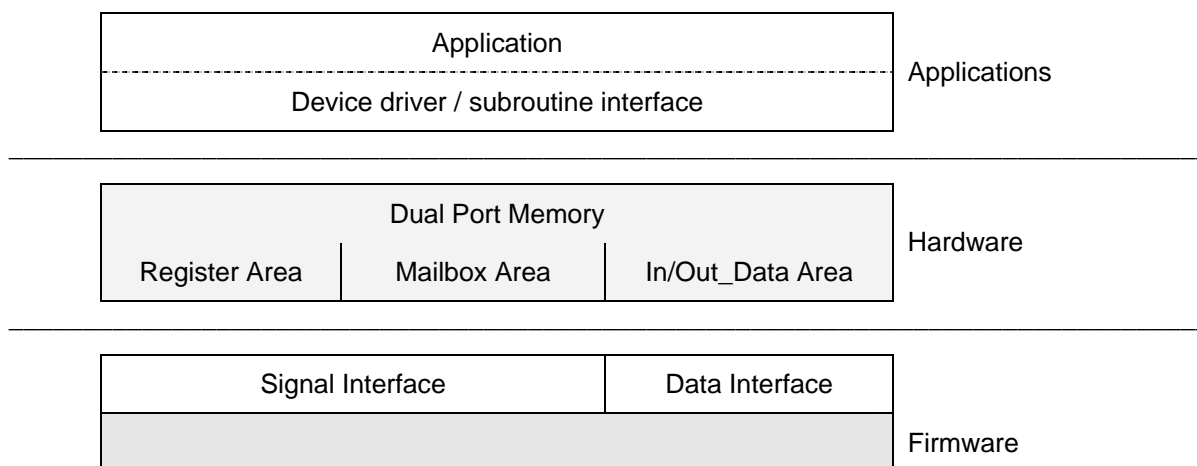 Application
Applications
Device driver / subroutine interface
Dual Port Memory
Hardware
Register Area Mailbox Area In/Out_Data Area
Signal Interface Data Interface
Firmware